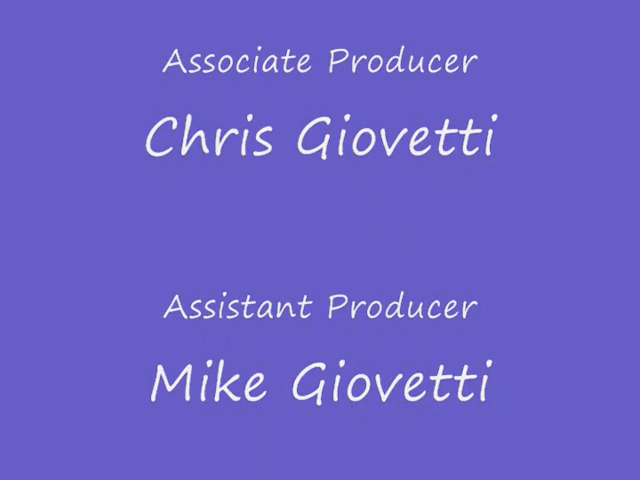 Associate Producer
Chris Giovetti
Assistant Producer
Mike Giovetti